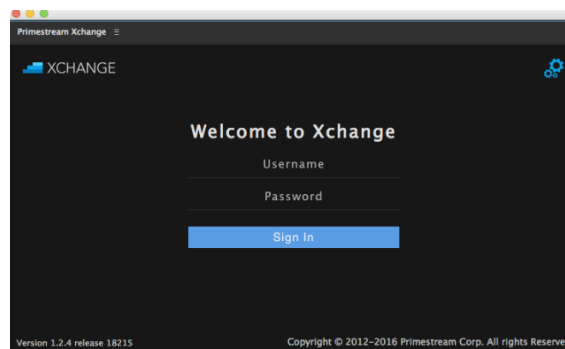 Primestream Xchange
XCHANGE
Welcome to Xchange
Username
Password
Sign In
Version 1.2.4 release 18215
Copyright © 2012-2016 Primestream Corp. All rights Reserve